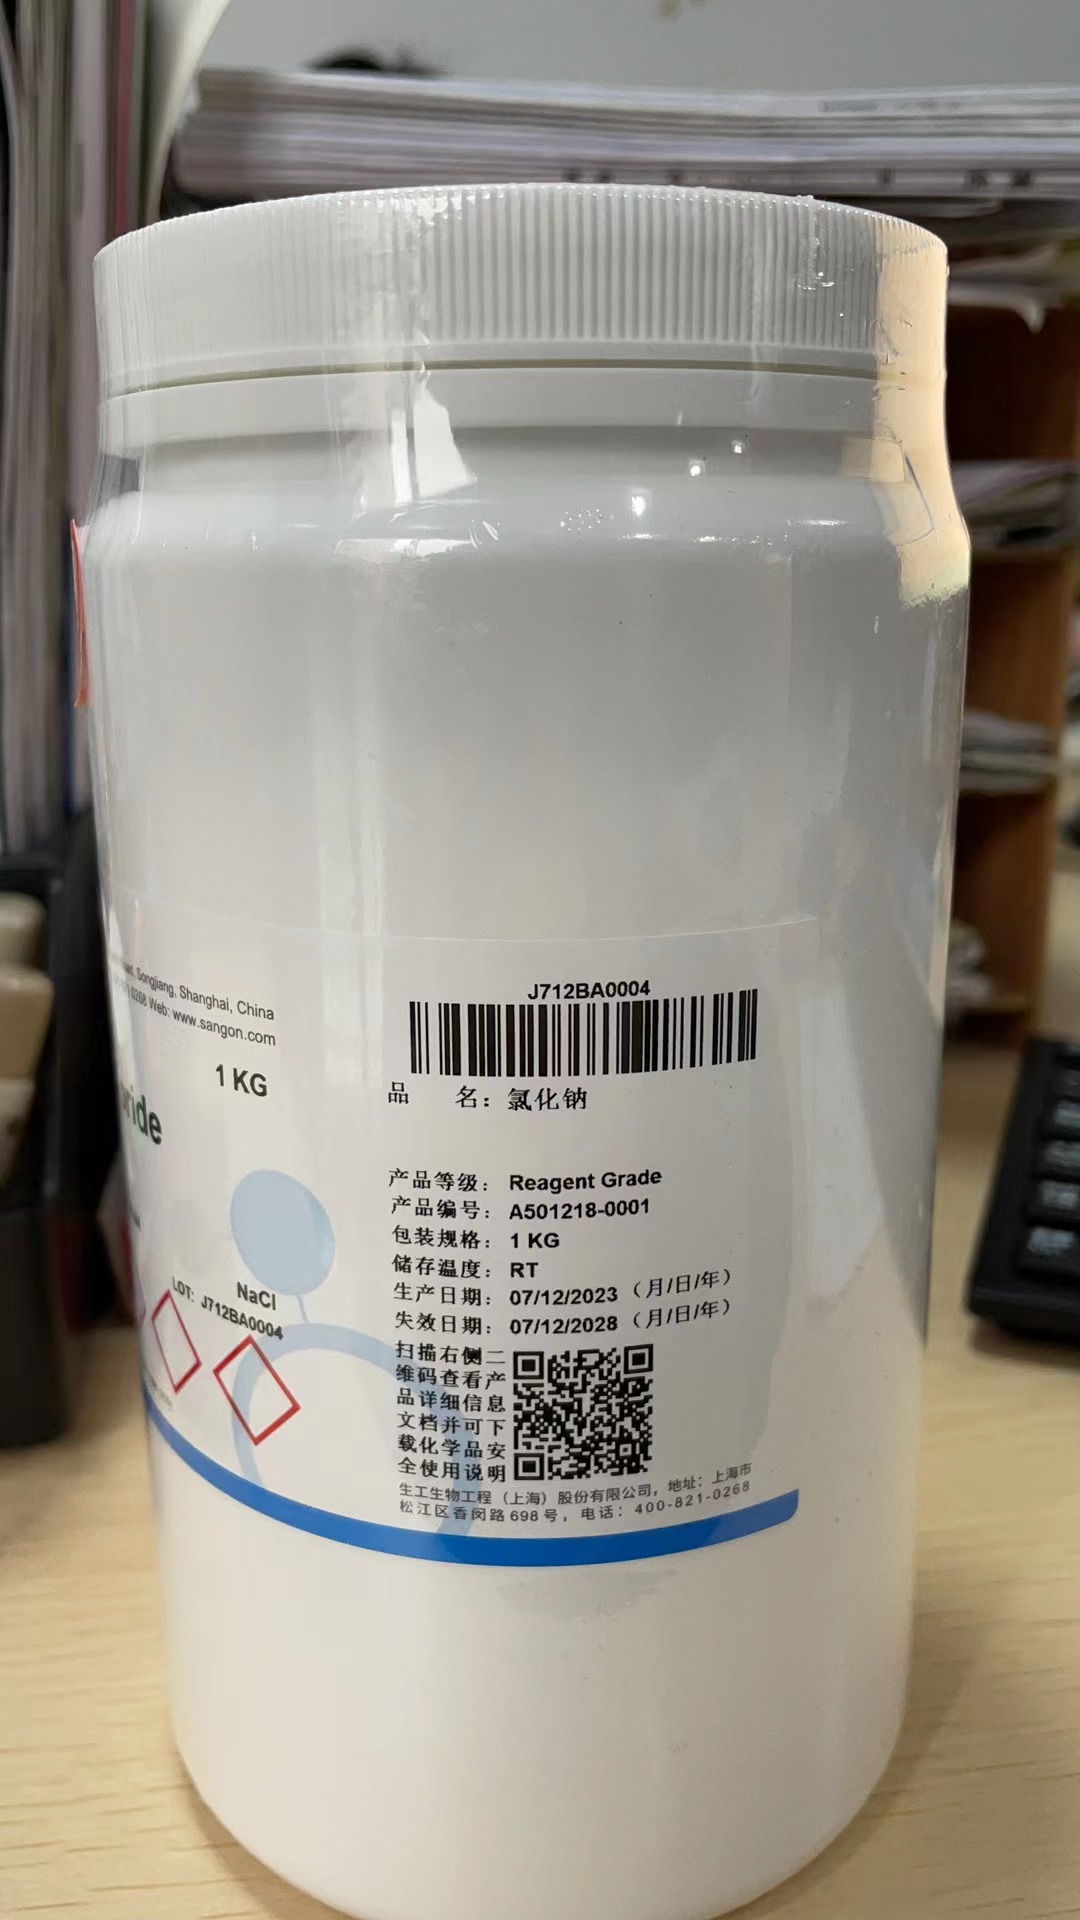 Songjiang, Shanghai, China
0268 Web: www.sangon.com
1 KG
ride
NaCl
LOT: J712BA0004
J712BA0004
品 名：氯化钠
产品等级：Reagent Grade
产品编号：A501218-0001
包装规格：1 KG
储存温度：RT
生产日期：07/12/2023（月/日/年）
失效日期：07/12/2028（月/日/年）
扫描右侧二
维码查看产
品详细信息
文档并可下
载化学品安
全使用说明
生工生物工程（上海）股份有限公司，地址：上海市
松江区香闵路698号，电话：400-821-0268